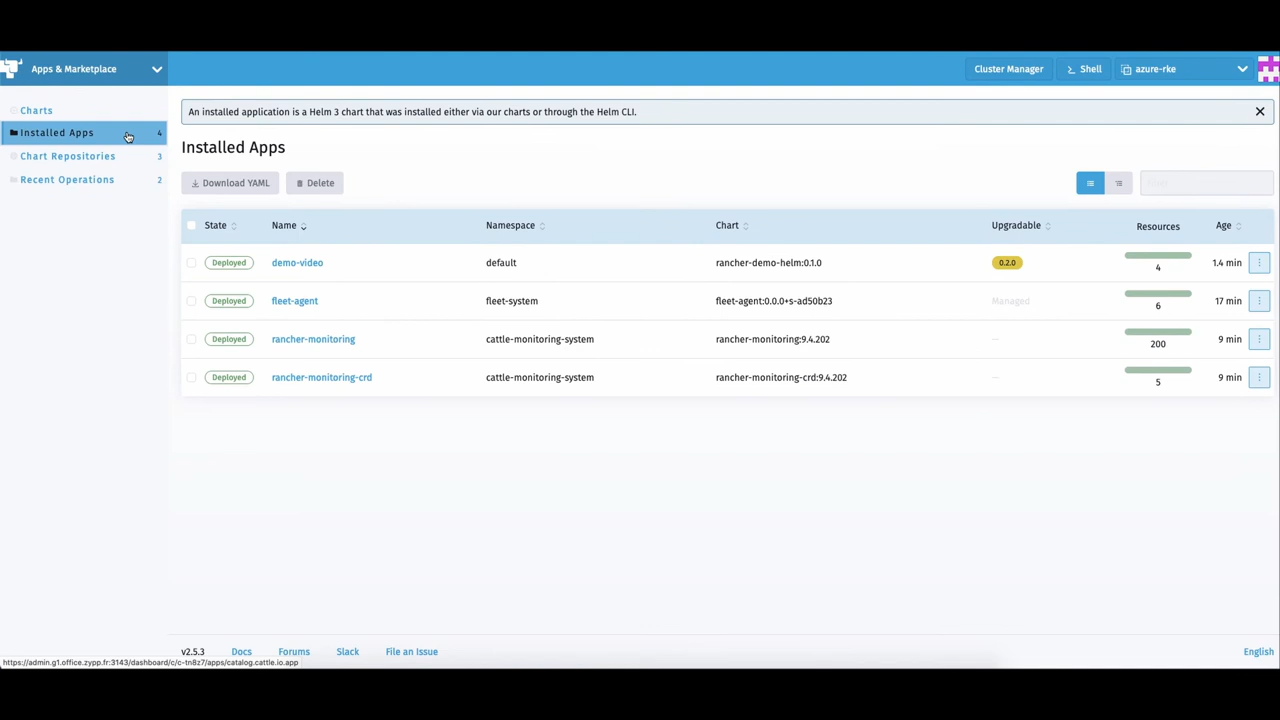 Apps & Marketplace
Cluster Manager
Shell
azure-rke
Charts
Installed Apps 4
Chart Repositories 3
Recent Operations 2
An installed application is a Helm 3 chart that was installed either via our charts or through the Helm CLI.
Installed Apps
Download YAML
Delete
Filter
State Name Namespace Chart Upgradable Resources Age
Deployed demo-video default rancher-demo-helm:0.1.0 0.2.0 4 1.4 min
Deployed fleet-agent fleet-system fleet-agent:0.0.0+s-ad50b23 Managed 6 17 min
Deployed rancher-monitoring cattle-monitoring-system rancher-monitoring:9.4.202 — 200 9 min
Deployed rancher-monitoring-crd cattle-monitoring-system rancher-monitoring-crd:9.4.202 — 5 9 min
v2.5.3 Docs Forums Slack File an Issue English
https://admin.g1.office.zypp.fr:3143/dashboard/c/c-tn8z7/apps/catalog.cattle.io.app